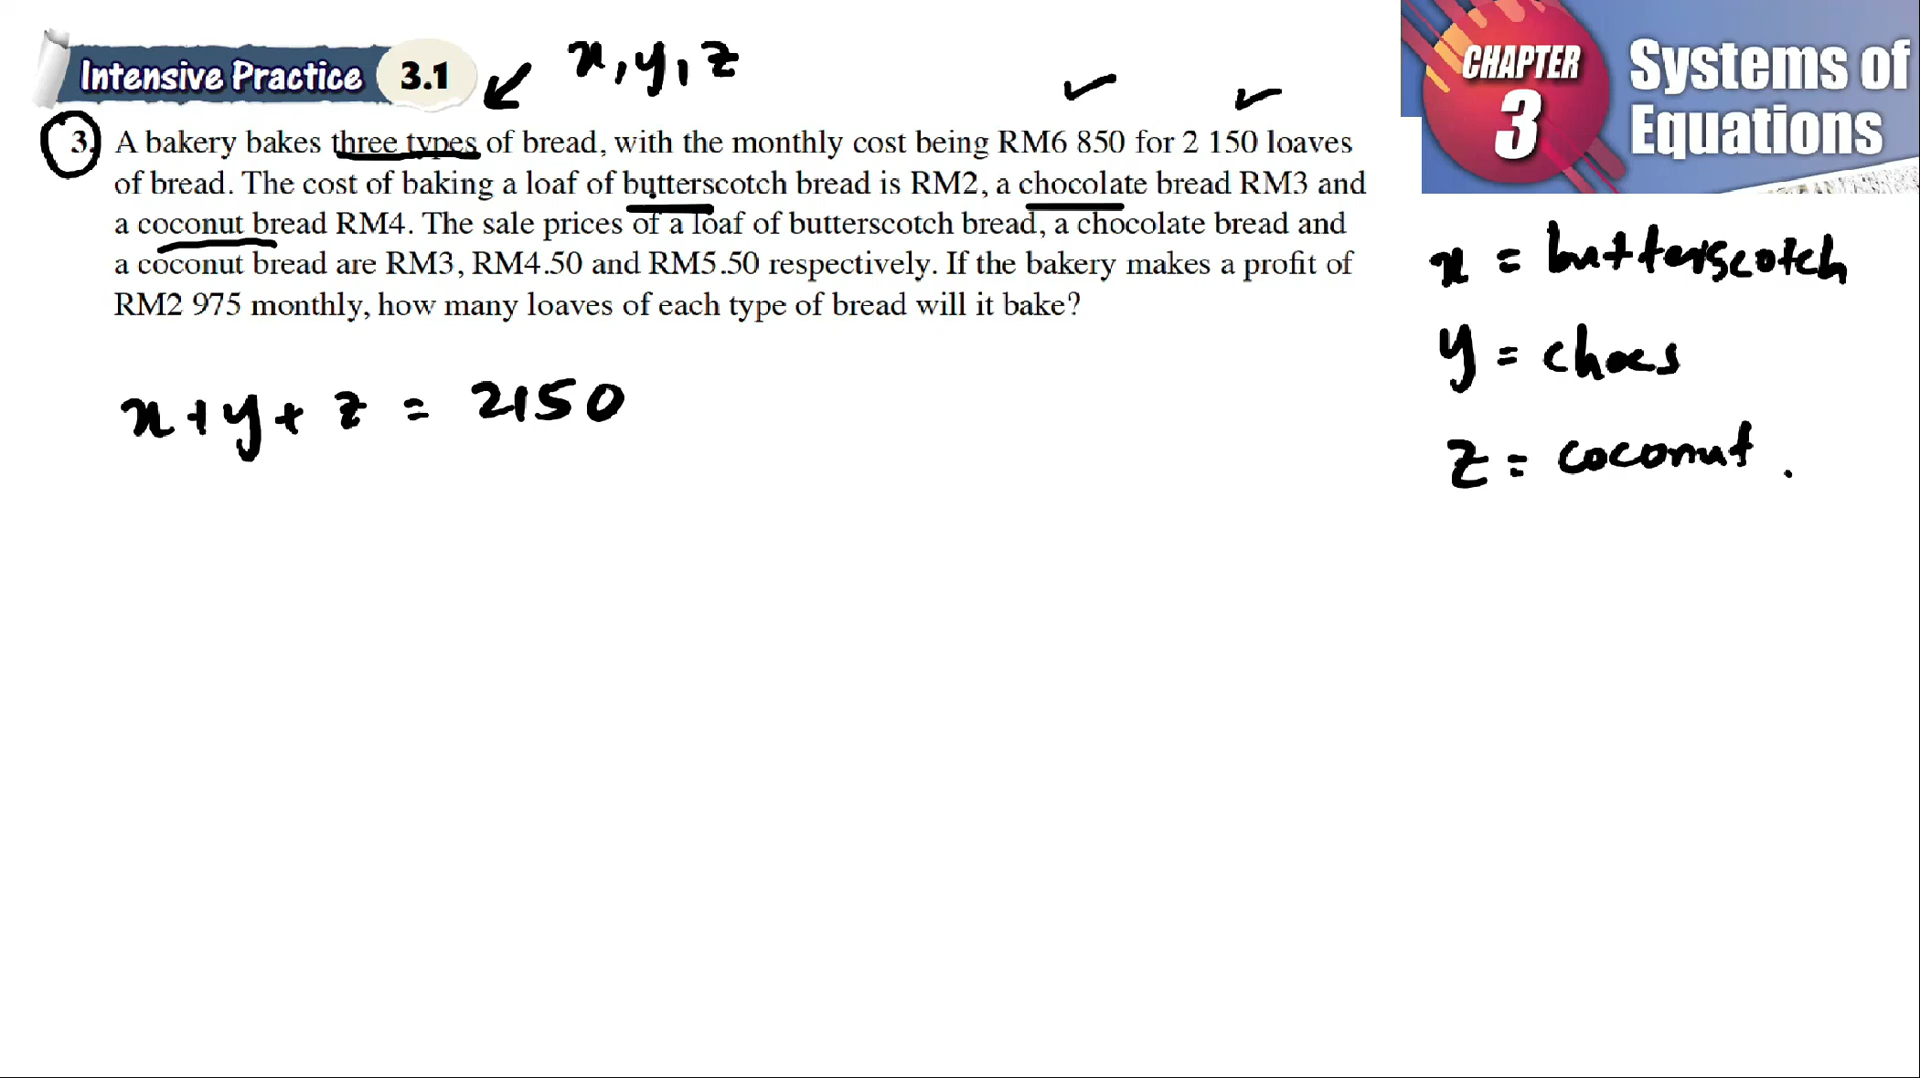 Intensive Practice 3.1
x, y, z
CHAPTER 3
Systems of
Equations
3. A bakery bakes three types of bread, with the monthly cost being RM6 850 for 2 150 loaves
of bread. The cost of baking a loaf of butterscotch bread is RM2, a chocolate bread RM3 and
a coconut bread RM4. The sale prices of a loaf of butterscotch bread, a chocolate bread and
a coconut bread are RM3, RM4.50 and RM5.50 respectively. If the bakery makes a profit of
RM2 975 monthly, how many loaves of each type of bread will it bake?
x = butterscotch
y = chocs
z = coconut.
x + y + z = 2150